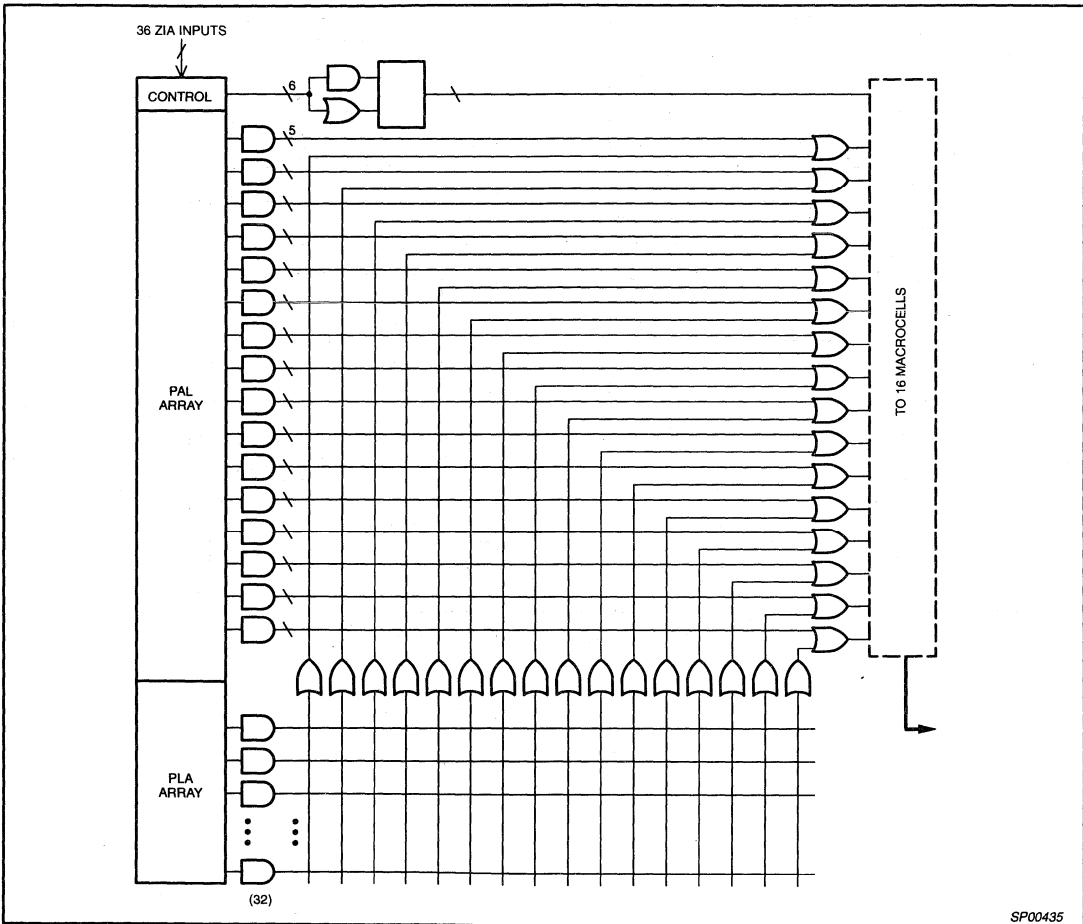 36 ZIA INPUTS
CONTROL
6
5
PAL
ARRAY
TO 16 MACROCELLS
PLA
ARRAY
(32)
SP00435